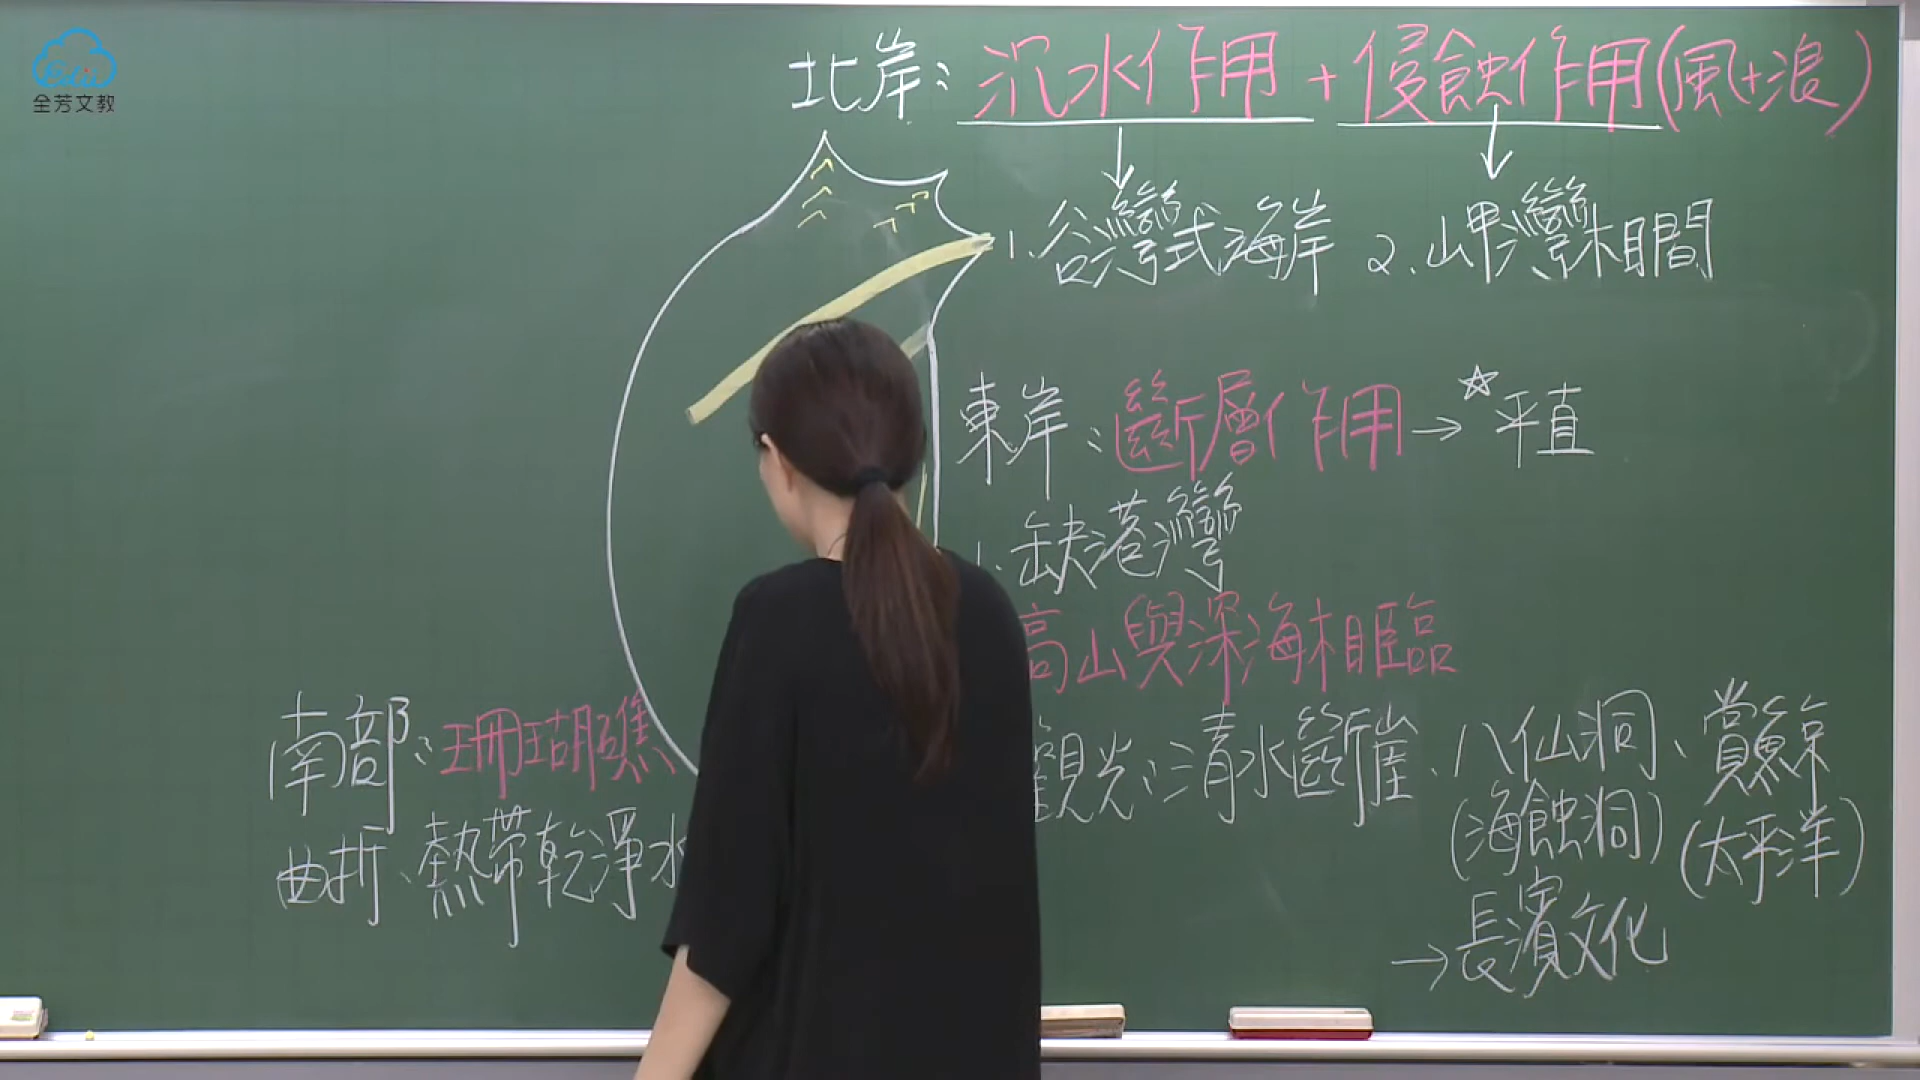 全芳文教
北岸：沉水作用+侵蝕作用(風+浪)
1.谷灣式海岸 2.岬灣相間
東岸：斷層作用→☆平直
1.缺港灣
高山與深海相臨
觀光：清水斷崖、八仙洞、賞鯨
(海蝕洞) (太平洋)
→長濱文化
南部：珊瑚礁
曲折、熱帶乾淨水